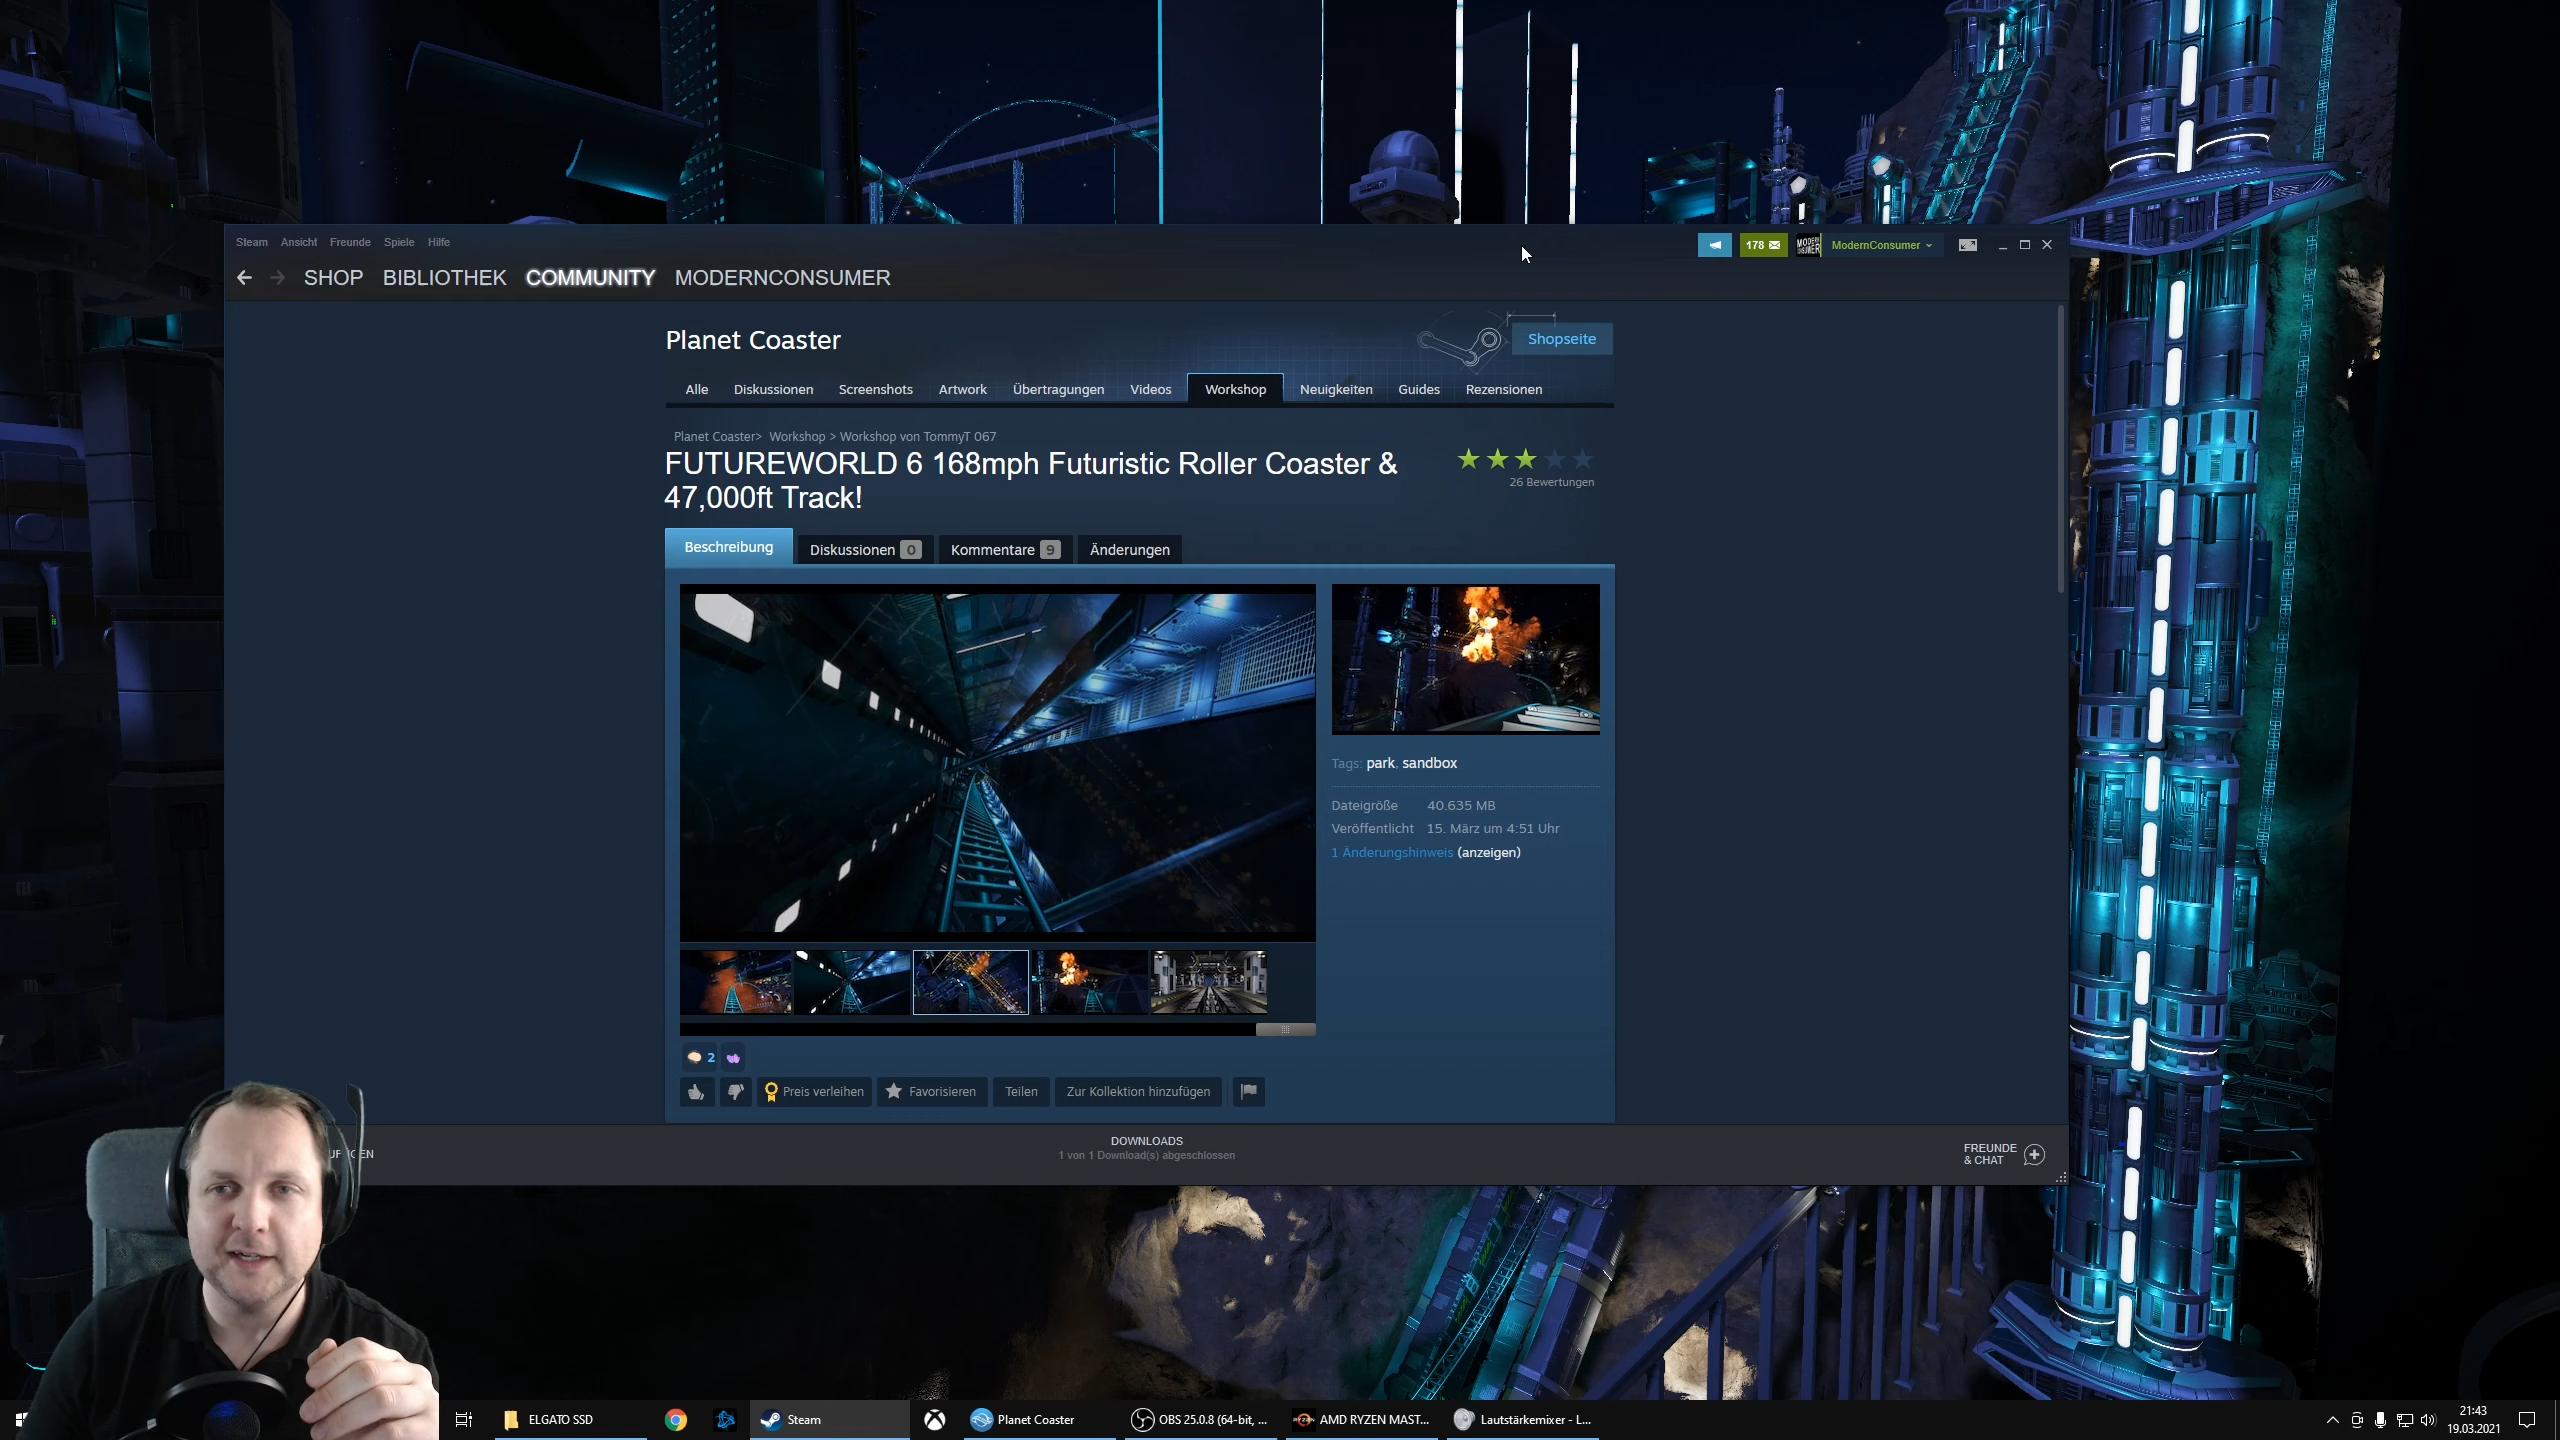 Steam Ansicht Freunde Spiele Hilfe
178
MODERN CONSUMER
ModernConsumer
SHOP BIBLIOTHEK COMMUNITY MODERNCONSUMER
Planet Coaster
Shopseite
Alle Diskussionen Screenshots Artwork Übertragungen Videos Workshop Neuigkeiten Guides Rezensionen
Planet Coaster> Workshop > Workshop von TommyT 067
FUTUREWORLD 6 168mph Futuristic Roller Coaster &
47,000ft Track!
26 Bewertungen
Beschreibung Diskussionen 0 Kommentare 9 Änderungen
Tags: park, sandbox
Dateigröße 40.635 MB
Veröffentlicht 15. März um 4:51 Uhr
1 Änderungshinweis (anzeigen)
2
Preis verleihen Favorisieren Teilen Zur Kollektion hinzufügen
DOWNLOADS
1 von 1 Download(s) abgeschlossen
FREUNDE
& CHAT
ELGATO SSD
Steam
Planet Coaster
OBS 25.0.8 (64-bit, ...
RYZEN
AMD RYZEN MAST...
Lautstärkemixer - L...
21:43
19.03.2021